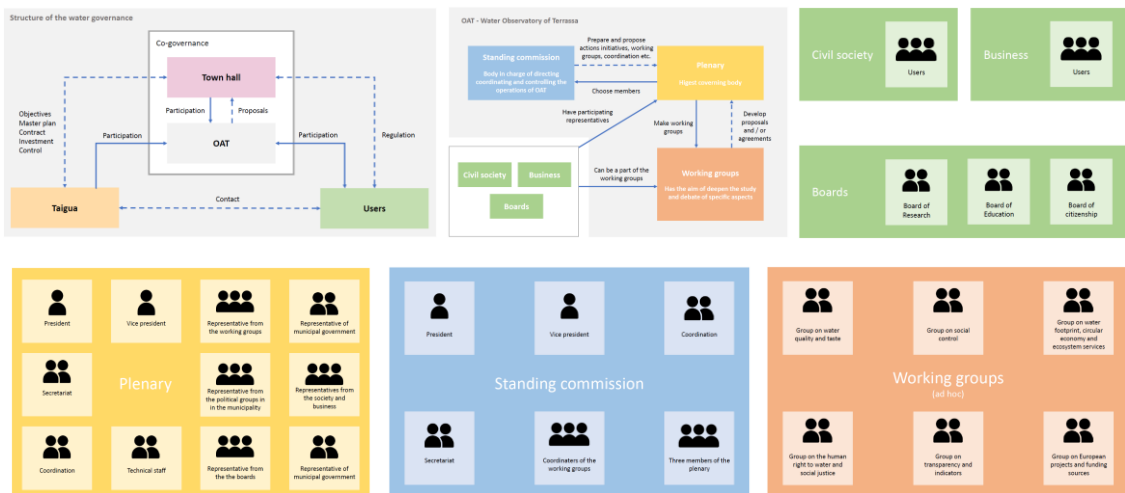 Structure of the water governance
Co-governance
Town hall
Participation
Proposals
OAT
Objectives
Master plan
Contract
Investment
Control
Participation
Participation
Regulation
Taigua
Contact
Users
OAT - Water Observatory of Terrassa
Standing commission
Body in charge of directing
coordinating and controlling the
operations of OAT
Prepare and propose
actions initiatives, working
groups, coordination etc.
Choose members
Plenary
Higest governing body
Have participating
representatives
Make working
groups
Develop
proposals
and / or
agreements
Civil society
Business
Boards
Can be a part of the
working groups
Working groups
Has the aim of deepen the study
and debate of specific aspects
Civil society
Users
Business
Users
Boards
Board of
Research
Board of
Education
Board of
citizenship
President
Vice president
Representative from
the working groups
Representative of
municipal government
Secretariat
Plenary
Representative from
the political groups in
in the municipality
Representatives from
the society and
business
Coordination
Technical staff
Representative from
the the boards
Representative of
municipal government
President
Vice president
Coordination
Standing commission
Secretariat
Coordinaters of the
working groups
Three members of the
plenary
Group on water
quality and taste
Group on social
control
Group on water
footprint, circular
economy and
ecosystem services
Working groups
(ad hoc)
Group on the human
right to water and
social justice
Group on
transparency and
indicators
Group on European
projects and funding
sources